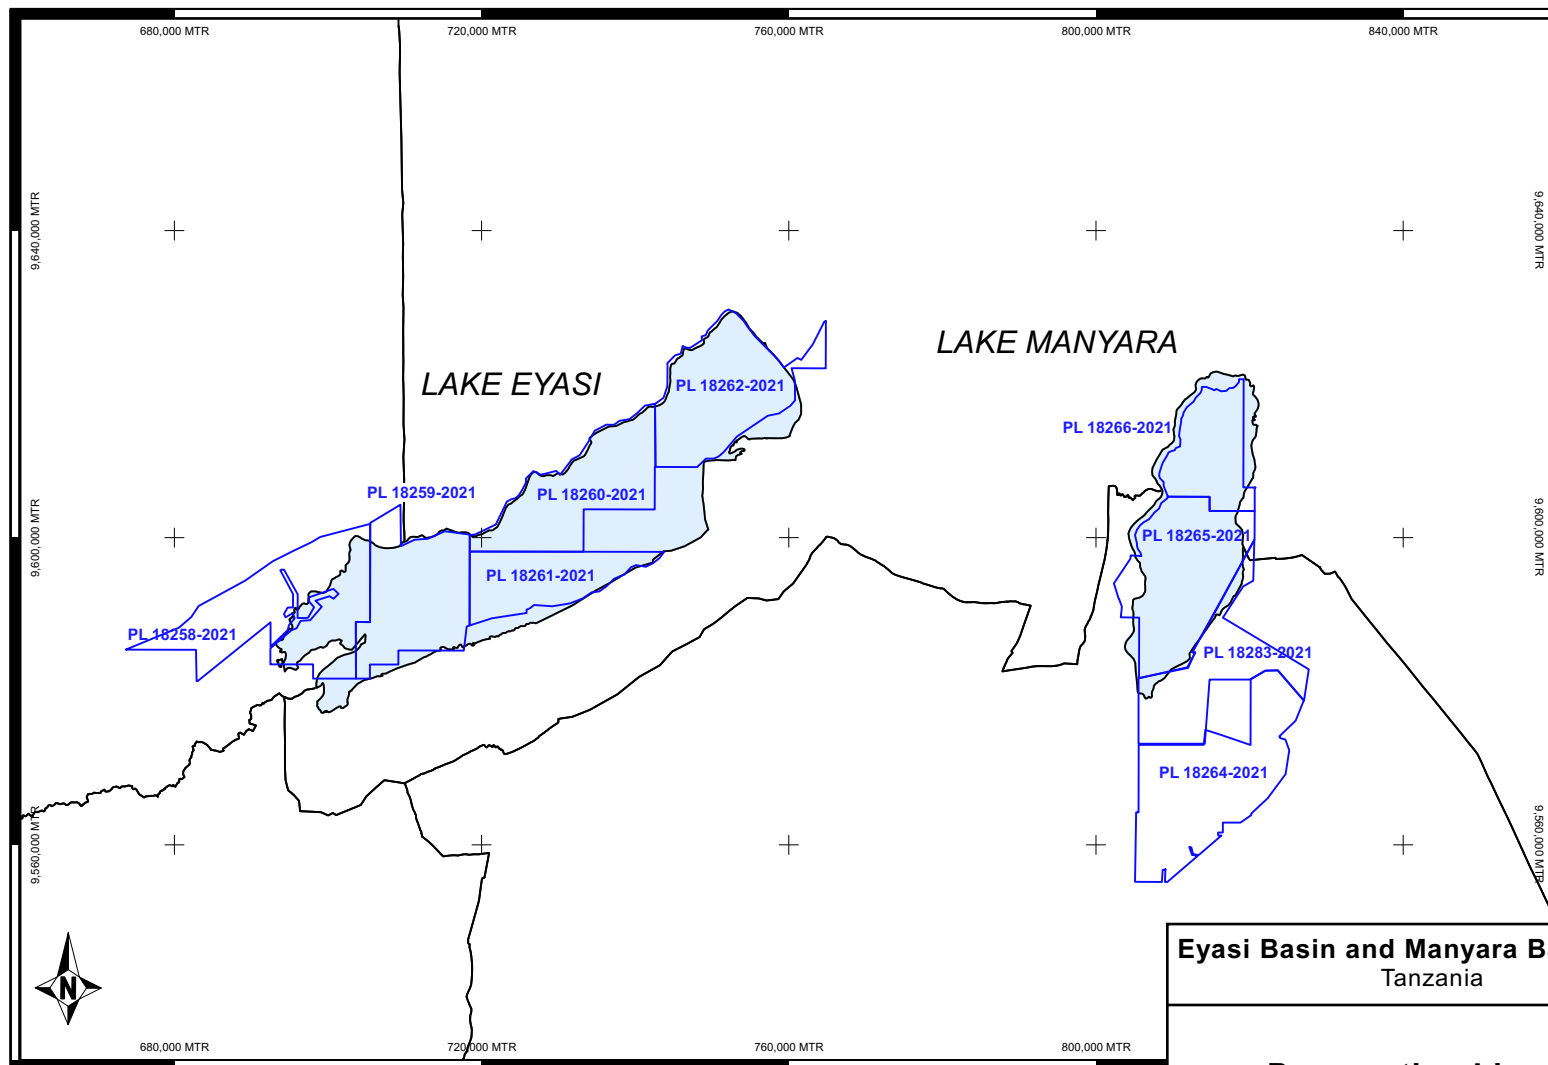 680,000 MTR
720,000 MTR
760,000 MTR
800,000 MTR
840,000 MTR
9,640,000 MTR
9,640,000 MTR
LAKE MANYARA
LAKE EYASI
PL 18262-2021
PL 18266-2021
PL 18259-2021
PL 18260-2021
9,600,000 MTR
9,600,000 MTR
PL 18265-2021
PL 18261-2021
PL 18258-2021
PL 18283-2021
PL 18264-2021
9,560,000 MTR
9,560,000 MTR
Eyasi Basin and Manyara B
Tanzania
N
680,000 MTR
720,000 MTR
760,000 MTR
800,000 MTR